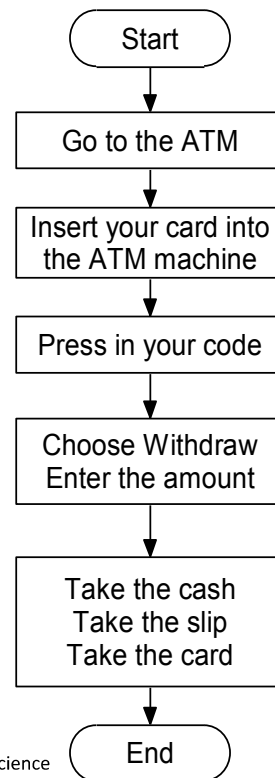 Start
Go to the ATM
Insert your card into
the ATM machine
Press in your code
Choose Withdraw
Enter the amount
Take the cash
Take the slip
Take the card
End
cience